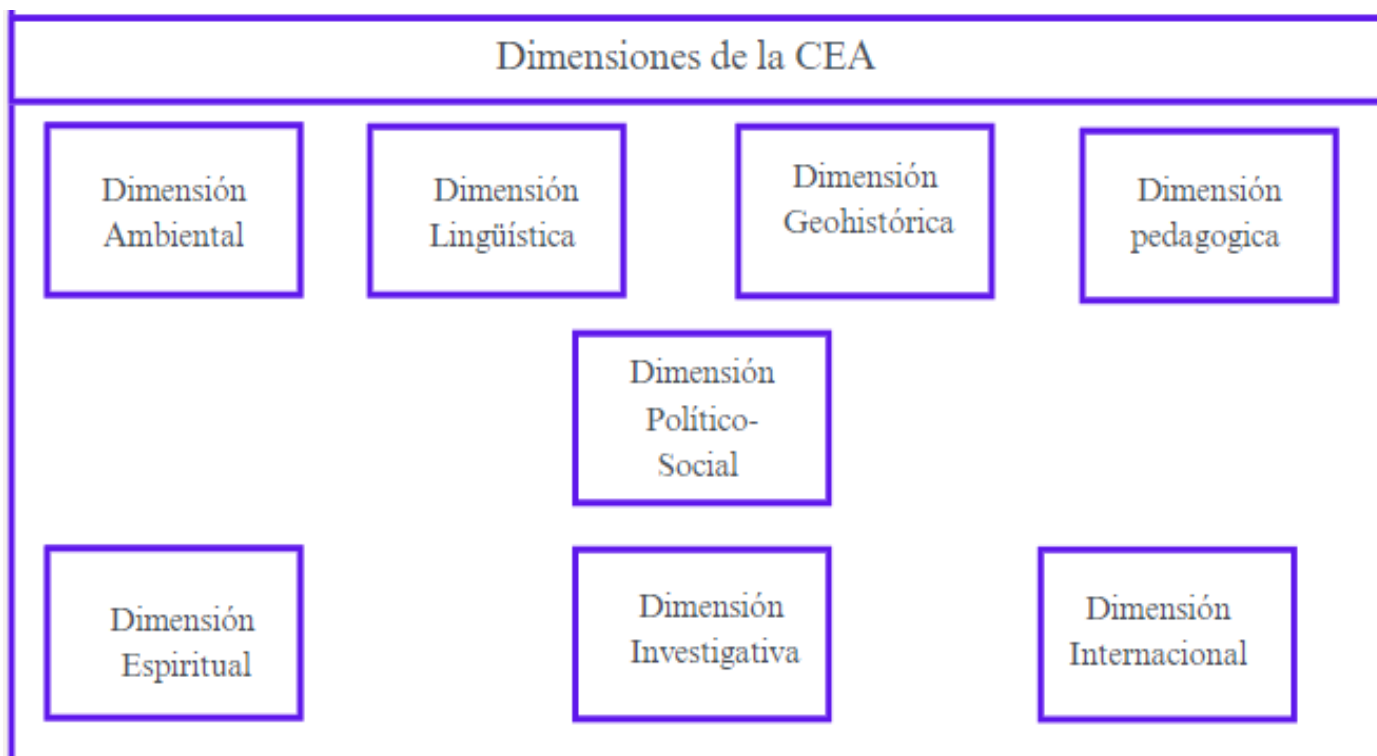 Dimensiones de la CEA
Dimensión
Ambiental
Dimensión
Lingüística
Dimensión
Geohistórica
Dimensión
pedagogica
Dimensión
Político-
Social
Dimensión
Espiritual
Dimensión
Investigativa
Dimensión
Internacional